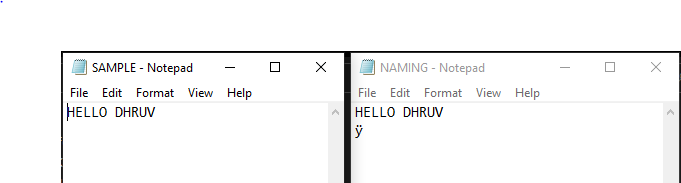 SAMPLE - Notepad
File Edit Format View Help
HELLO DHRUV
NAMING - Notepad
File Edit Format View Help
HELLO DHRUV
ÿ